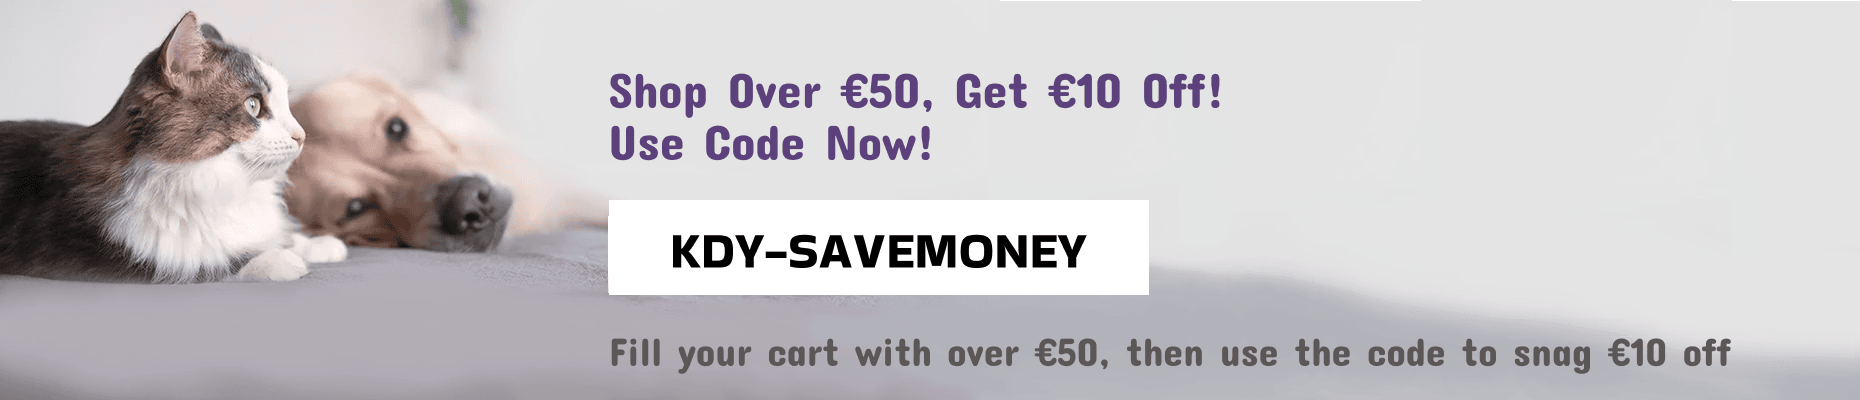 Shop Over €50, Get €10 Off!
Use Code Now!
KDY-SAVEMONEY
Fill your cart with over €50, then use the code to snag €10 off